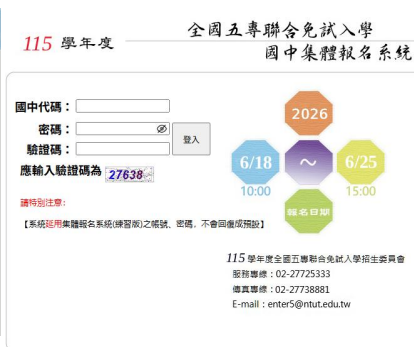 115 學年度
全國五專聯合免試入學
國中集體報名系統
國中代碼：
密碼：
驗證碼：
登入
應輸入驗證碼為 27638
請特別注意：
【系統延用集體報名系統(練習版)之帳號、密碼，不會回復成預設】
2026
6/18
～
6/25
10:00
15:00
報名日期
115 學年度全國五專聯合免試入學招生委員會
服務專線：02-27725333
傳真專線：02-27738881
E-mail：enter5@ntut.edu.tw